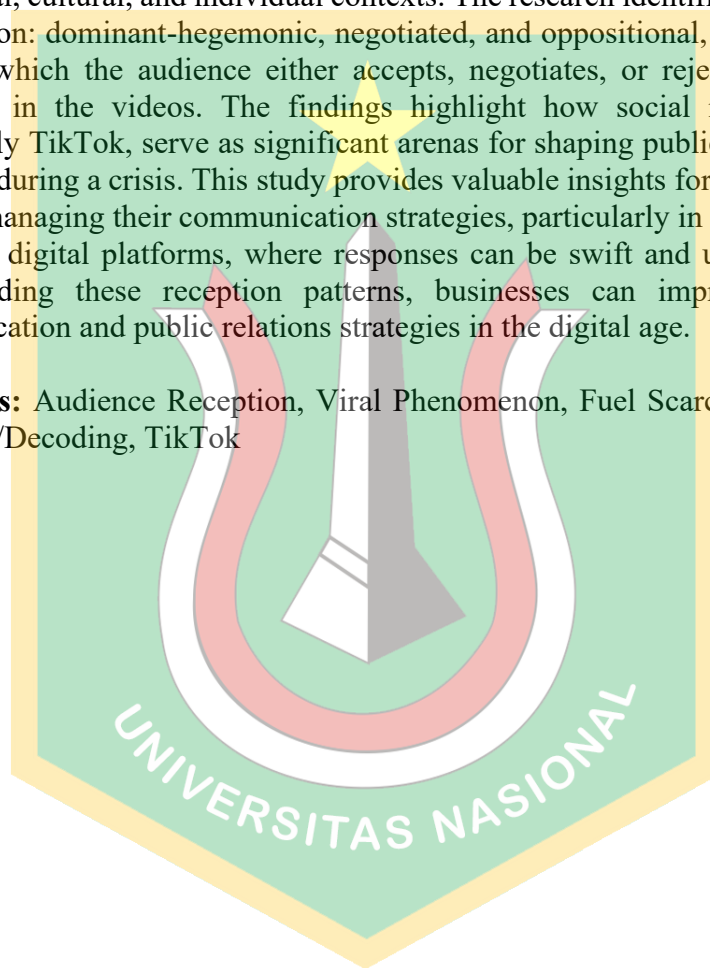 cultural, and individual contexts. The research identifi
on: dominant-hegemonic, negotiated, and oppositional,
which the audience either accepts, negotiates, or reje
in the videos. The findings highlight how social
ly TikTok, serve as significant arenas for shaping public
during a crisis. This study provides valuable insights for
managing their communication strategies, particularly in
digital platforms, where responses can be swift and u
ding these reception patterns, businesses can impr
cation and public relations strategies in the digital age.
s: Audience Reception, Viral Phenomenon, Fuel Scarc
/Decoding, TikTok
UNIVERSITAS NASIONAL